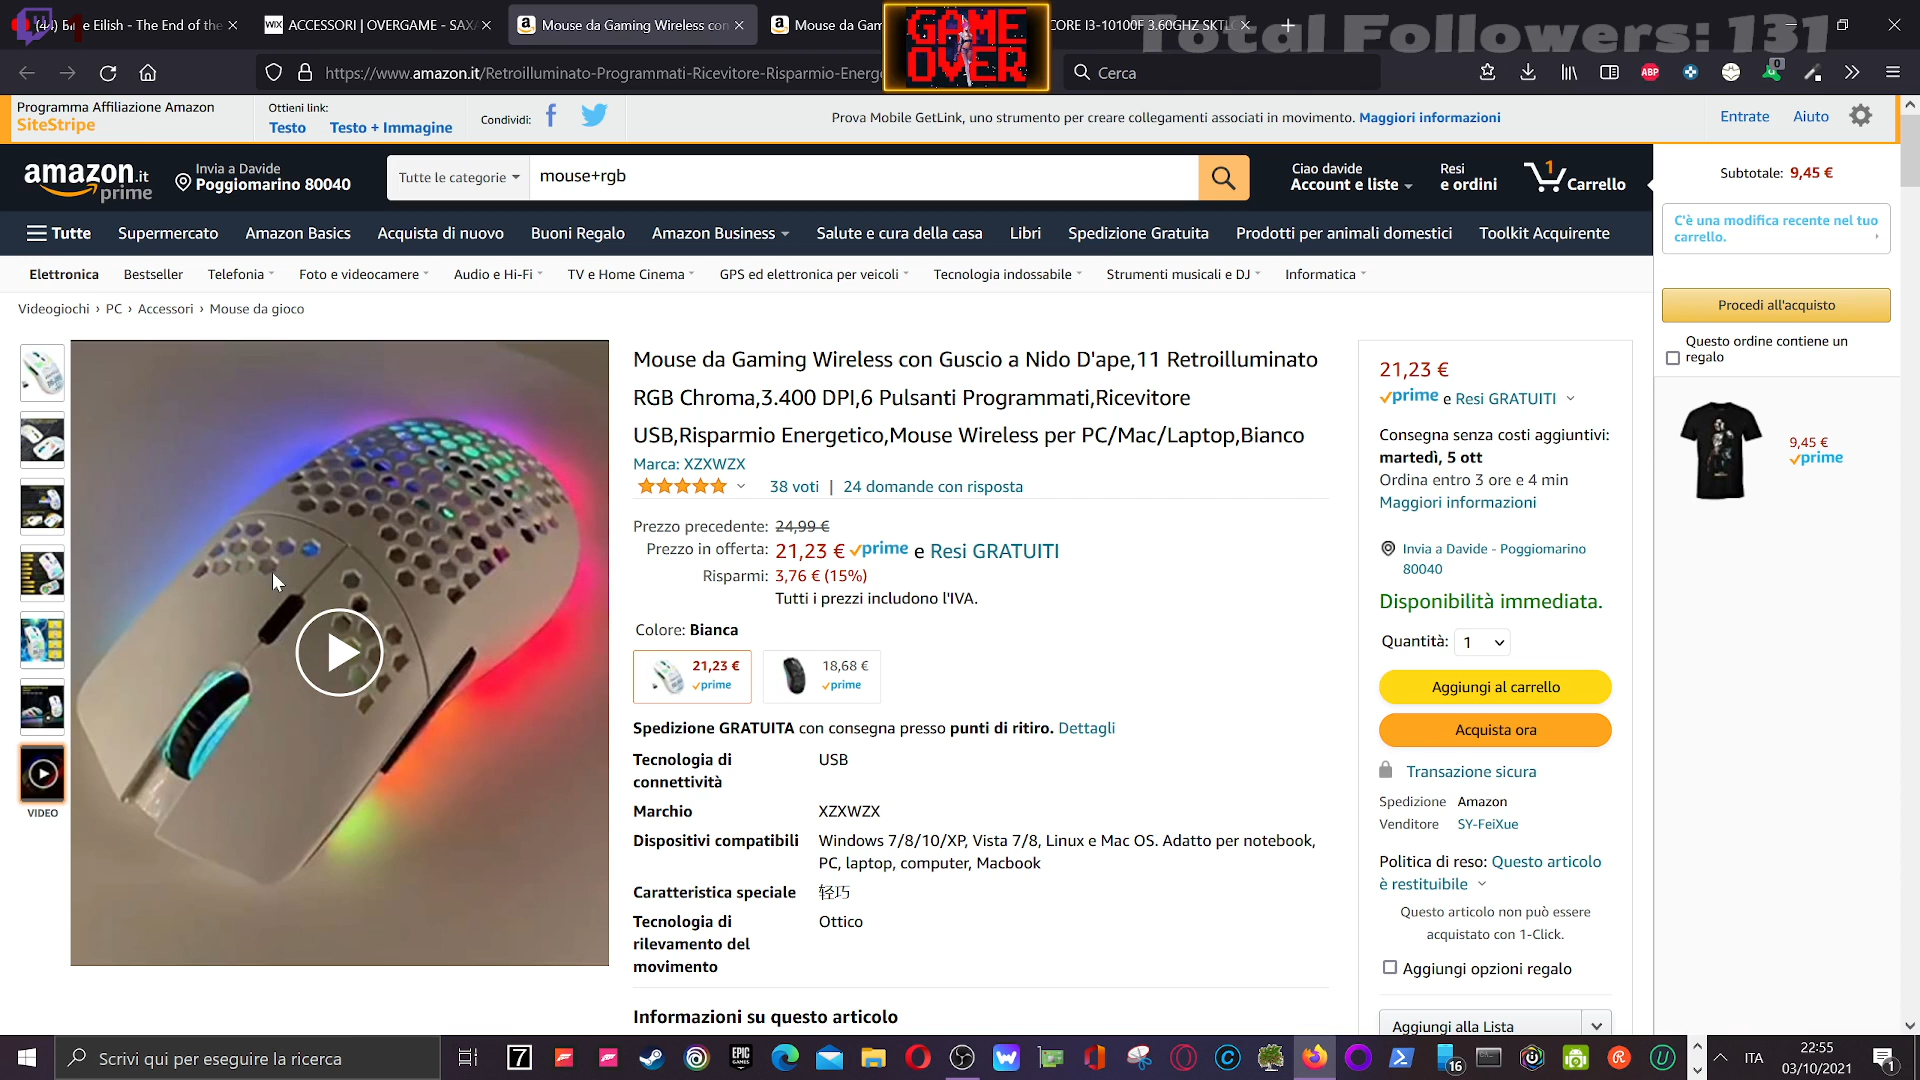 Billie Eilish - The End of the
ACCESSORI | OVERGAME - SAXA
Mouse da Gaming Wireless con
Mouse da Gam
CORE I3-10100F 3.60GHZ SKTL
Total Followers: 131
GAME
OVER
https://www.amazon.it/Retroilluminato-Programmati-Ricevitore-Risparmio-Energe
Cerca
Programma Affiliazione Amazon
SiteStripe
Ottieni link:
Testo Testo + Immagine
Condividi:
Prova Mobile GetLink, uno strumento per creare collegamenti associati in movimento. Maggiori informazioni
Entrate Aiuto
amazon.it
prime
Invia a Davide
Poggiomarino 80040
Tutte le categorie
mouse+rgb
Ciao davide
Account e liste
Resi
e ordini
1
Carrello
Tutte Supermercato Amazon Basics Acquista di nuovo Buoni Regalo Amazon Business Salute e cura della casa Libri Spedizione Gratuita Prodotti per animali domestici Toolkit Acquirente
Elettronica Bestseller Telefonia Foto e videocamere Audio e Hi-Fi TV e Home Cinema GPS ed elettronica per veicoli Tecnologia indossabile Strumenti musicali e DJ Informatica
Videogiochi › PC › Accessori › Mouse da gioco
VIDEO
Mouse da Gaming Wireless con Guscio a Nido D'ape,11 Retroilluminato
RGB Chroma,3.400 DPI,6 Pulsanti Programmati,Ricevitore
USB,Risparmio Energetico,Mouse Wireless per PC/Mac/Laptop,Bianco
Marca: XZXWZX
38 voti | 24 domande con risposta
Prezzo precedente: 24,99 €
Prezzo in offerta: 21,23 € prime e Resi GRATUITI
Risparmi: 3,76 € (15%)
Tutti i prezzi includono l'IVA.
Colore: Bianca
21,23 €
prime
18,68 €
prime
Spedizione GRATUITA con consegna presso punti di ritiro. Dettagli
Tecnologia di connettività USB
Marchio XZXWZX
Dispositivi compatibili Windows 7/8/10/XP, Vista 7/8, Linux e Mac OS. Adatto per notebook,
PC, laptop, computer, Macbook
Caratteristica speciale 轻巧
Tecnologia di rilevamento del movimento Ottico
Informazioni su questo articolo
21,23 €
prime e Resi GRATUITI
Consegna senza costi aggiuntivi:
martedì, 5 ott
Ordina entro 3 ore e 4 min
Maggiori informazioni
Invia a Davide - Poggiomarino
80040
Disponibilità immediata.
Quantità: 1
Aggiungi al carrello
Acquista ora
Transazione sicura
Spedizione Amazon
Venditore SY-FeiXue
Politica di reso: Questo articolo
è restituibile
Questo articolo non può essere
acquistato con 1-Click.
Aggiungi opzioni regalo
Aggiungi alla Lista
Subtotale: 9,45 €
C'è una modifica recente nel tuo
carrello.
Procedi all'acquisto
Questo ordine contiene un
regalo
9,45 €
prime
Scrivi qui per eseguire la ricerca
ITA
22:55
03/10/2021